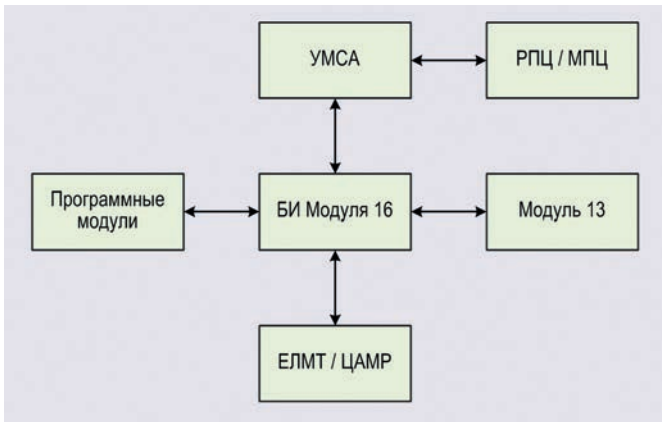 УМСА
РПЦ / МПЦ
Программные
модули
БИ Модуля 16
Модуль 13
ЕЛМТ / ЦАМР